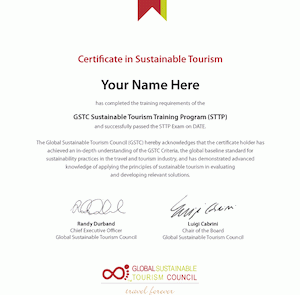 Certificate in Sustainable Tourism
Your Name Here
has completed the training requirements of the
GSTC Sustainable Tourism Training Program (STTP)
and successfully passed the STTP Exam on DATE.
The Global Sustainable Tourism Council (GSTC) hereby acknowledges that the certificate holder has
achieved an in-depth understanding of the GSTC Criteria, the global baseline standard for
sustainability practices in the travel and tourism industry, and has demonstrated advanced
knowledge of applying the principles of sustainable tourism in evaluating
and developing relevant solutions.
Randy Durband
Chief Executive Officer
Global Sustainable Tourism Council
Luigi Cabrini
Chair of the Board
Global Sustainable Tourism Council
GLOBAL SUSTAINABLE
TOURISM COUNCIL
travel forever